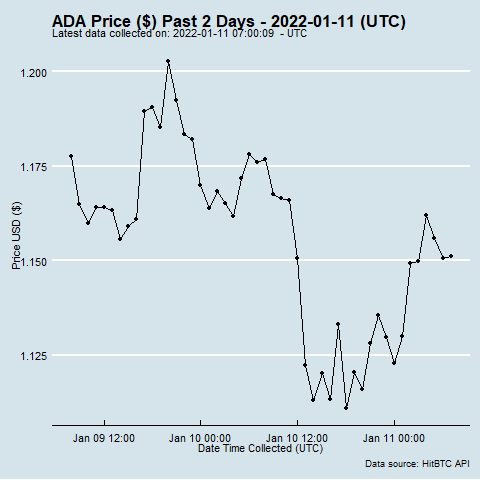 ADA Price ($) Past 2 Days - 2022-01-11 (UTC)
Latest data collected on: 2022-01-11 07:00:09 - UTC
1.200
1.175
1.150
1.125
Price USD ($)
Jan 09 12:00 Jan 10 00:00 Jan 10 12:00 Jan 11 00:00
Date Time Collected (UTC)
Data source: HitBTC API